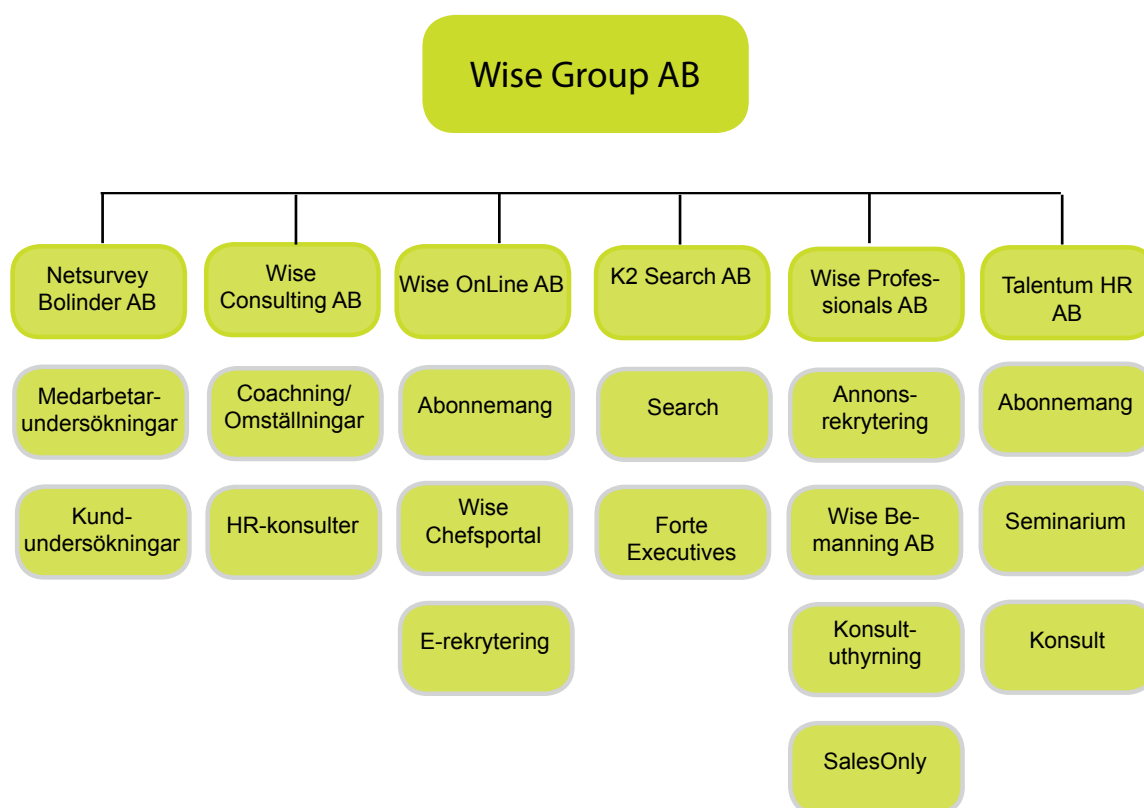 Wise Group AB
Netsurvey
Bolinder AB
Wise
Consulting AB
Wise OnLine AB
K2 Search AB
Wise Profes-
sionals AB
Talentum HR
AB
Medarbetar-
undersökningar
Coachning/
Omställningar
Abonnemang
Search
Annons-
rekrytering
Abonnemang
Kund-
undersökningar
HR-konsulter
Wise
Chefsportal
Forte
Executives
Wise Be-
manning AB
Seminarium
E-rekrytering
Konsult-
uthyrning
Konsult
SalesOnly